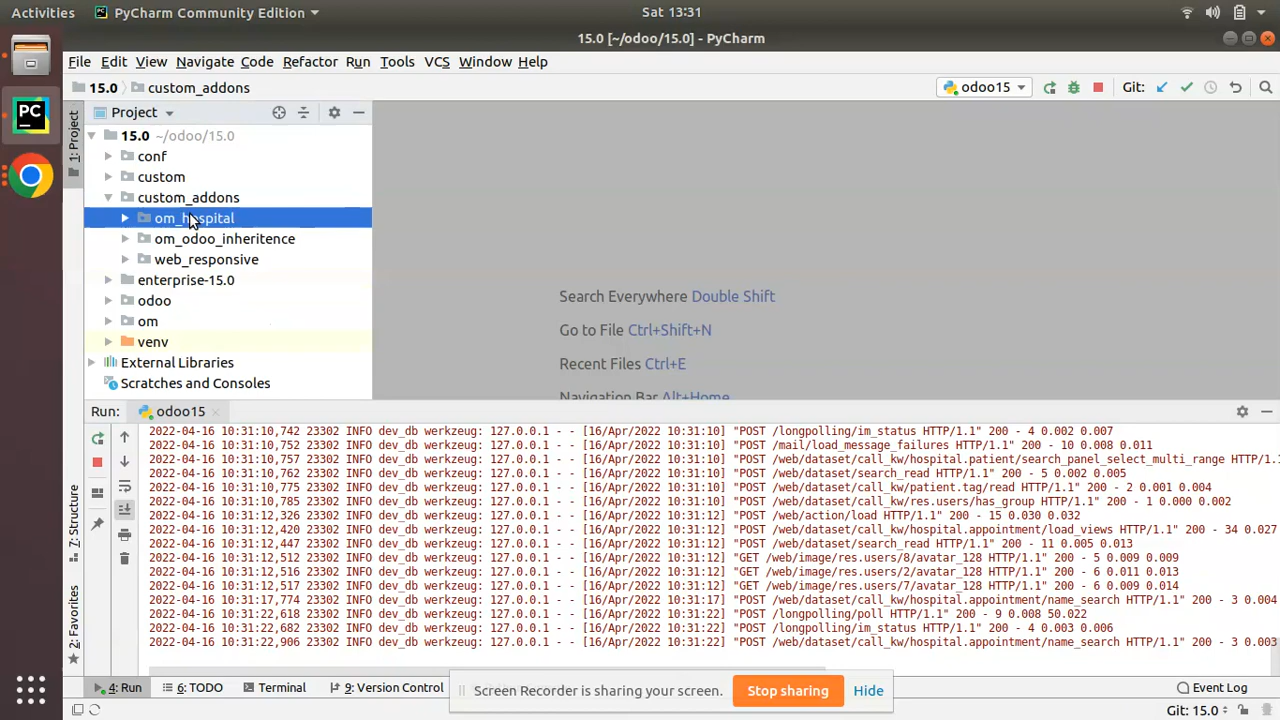 Activities PyCharm Community Edition Sat 13:31
15.0 [~/odoo/15.0] - PyCharm
File Edit View Navigate Code Refactor Run Tools VCS Window Help
15.0 custom_addons odoo15 Git:
1: Project
Project
15.0 ~/odoo/15.0
conf
custom
custom_addons
om_hospital
om_odoo_inheritence
web_responsive
enterprise-15.0
odoo
om
venv
External Libraries
Scratches and Consoles
Search Everywhere Double Shift
Go to File Ctrl+Shift+N
Recent Files Ctrl+E
Navigation Bar Alt+Home
Run: odoo15
2022-04-16 10:31:10,742 23302 INFO dev_db werkzeug: 127.0.0.1 - - [16/Apr/2022 10:31:10] "POST /longpolling/im_status HTTP/1.1" 200 - 4 0.002 0.007
2022-04-16 10:31:10,752 23302 INFO dev_db werkzeug: 127.0.0.1 - - [16/Apr/2022 10:31:10] "POST /mail/load_message_failures HTTP/1.1" 200 - 10 0.008 0.011
2022-04-16 10:31:10,757 23302 INFO dev_db werkzeug: 127.0.0.1 - - [16/Apr/2022 10:31:10] "POST /web/dataset/call_kw/hospital.patient/search_panel_select_multi_range HTTP/1.1
2022-04-16 10:31:10,762 23302 INFO dev_db werkzeug: 127.0.0.1 - - [16/Apr/2022 10:31:10] "POST /web/dataset/search_read HTTP/1.1" 200 - 5 0.002 0.005
2022-04-16 10:31:10,775 23302 INFO dev_db werkzeug: 127.0.0.1 - - [16/Apr/2022 10:31:10] "POST /web/dataset/call_kw/patient.tag/read HTTP/1.1" 200 - 2 0.001 0.004
2022-04-16 10:31:10,785 23302 INFO dev_db werkzeug: 127.0.0.1 - - [16/Apr/2022 10:31:10] "POST /web/dataset/call_kw/res.users/has_group HTTP/1.1" 200 - 1 0.000 0.002
2022-04-16 10:31:12,326 23302 INFO dev_db werkzeug: 127.0.0.1 - - [16/Apr/2022 10:31:12] "POST /web/action/load HTTP/1.1" 200 - 15 0.030 0.032
2022-04-16 10:31:12,420 23302 INFO dev_db werkzeug: 127.0.0.1 - - [16/Apr/2022 10:31:12] "POST /web/dataset/call_kw/hospital.appointment/load_views HTTP/1.1" 200 - 34 0.027
2022-04-16 10:31:12,447 23302 INFO dev_db werkzeug: 127.0.0.1 - - [16/Apr/2022 10:31:12] "POST /web/dataset/search_read HTTP/1.1" 200 - 11 0.005 0.013
2022-04-16 10:31:12,512 23302 INFO dev_db werkzeug: 127.0.0.1 - - [16/Apr/2022 10:31:12] "GET /web/image/res.users/8/avatar_128 HTTP/1.1" 200 - 5 0.009 0.009
2022-04-16 10:31:12,516 23302 INFO dev_db werkzeug: 127.0.0.1 - - [16/Apr/2022 10:31:12] "GET /web/image/res.users/2/avatar_128 HTTP/1.1" 200 - 6 0.011 0.013
2022-04-16 10:31:12,517 23302 INFO dev_db werkzeug: 127.0.0.1 - - [16/Apr/2022 10:31:12] "GET /web/image/res.users/7/avatar_128 HTTP/1.1" 200 - 6 0.009 0.014
2022-04-16 10:31:17,774 23302 INFO dev_db werkzeug: 127.0.0.1 - - [16/Apr/2022 10:31:17] "POST /web/dataset/call_kw/hospital.appointment/name_search HTTP/1.1" 200 - 3 0.004
2022-04-16 10:31:22,618 23302 INFO dev_db werkzeug: 127.0.0.1 - - [16/Apr/2022 10:31:22] "POST /longpolling/poll HTTP/1.1" 200 - 9 0.008 50.022
2022-04-16 10:31:22,682 23302 INFO dev_db werkzeug: 127.0.0.1 - - [16/Apr/2022 10:31:22] "POST /longpolling/im_status HTTP/1.1" 200 - 4 0.003 0.006
2022-04-16 10:31:22,906 23302 INFO dev_db werkzeug: 127.0.0.1 - - [16/Apr/2022 10:31:22] "POST /web/dataset/call_kw/hospital.appointment/name_search HTTP/1.1" 200 - 3 0.003
7: Structure
2: Favorites
4: Run 6: TODO Terminal 9: Version Control Event Log
Screen Recorder is sharing your screen. Stop sharing Hide
Git: 15.0